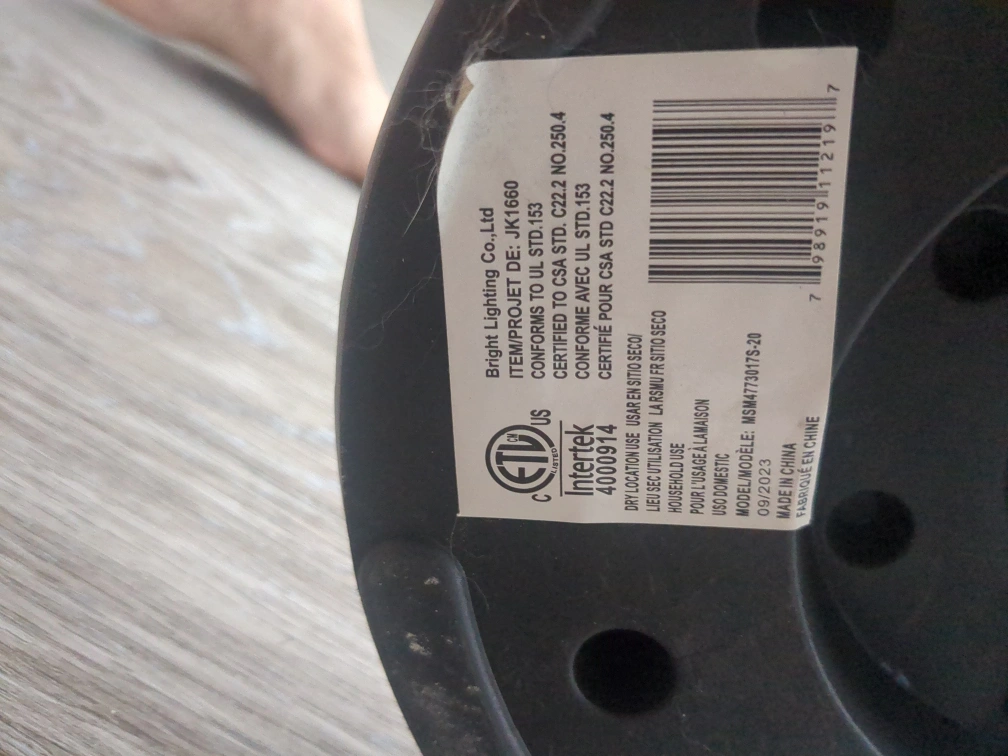 Bright Lighting Co.,Ltd
ITEM/PROJET DE: JK1660
CONFORMS TO UL STD.153
CERTIFIED TO CSA STD. C22.2 NO.250.4
CONFORME AVEC UL STD.153
CERTIFIÉ POUR CSA STD C22.2 NO.250.4
ETL CM
LISTED
C US
Intertek
4000914
DRY LOCATION USE USAR EN SITIO SECO/
LIEU SEC UTILISATION LA RSMU FR SITIO SECO
HOUSEHOLD USE
POUR L'USAGE À LA MAISON
USO DOMESTIC
MODEL/MODÈLE: MSM4773017S-20
09/2023
MADE IN CHINA
FABRIQUÉ EN CHINE
7 98919 11219 7